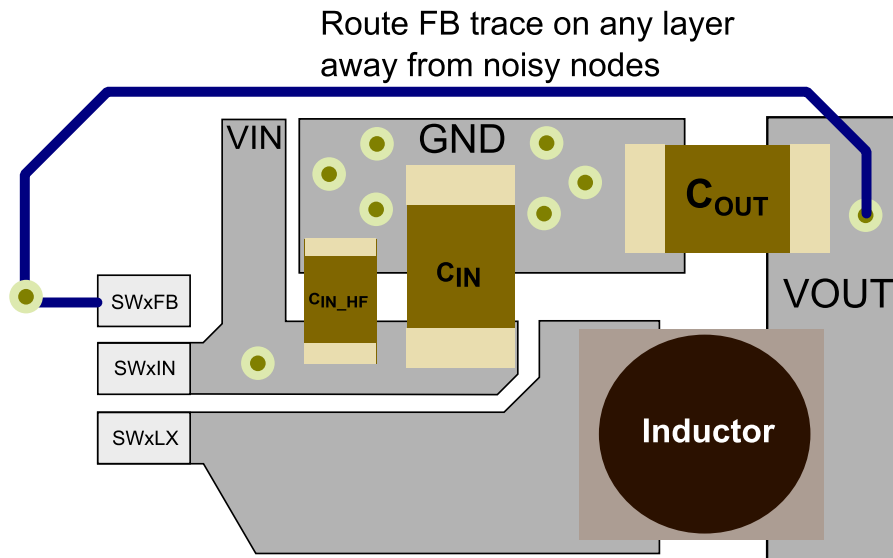 Route FB trace on any layer
away from noisy nodes
VIN
GND
COUT
CIN
CIN_HF
VOUT
SWxFB
SWxIN
SWxLX
Inductor